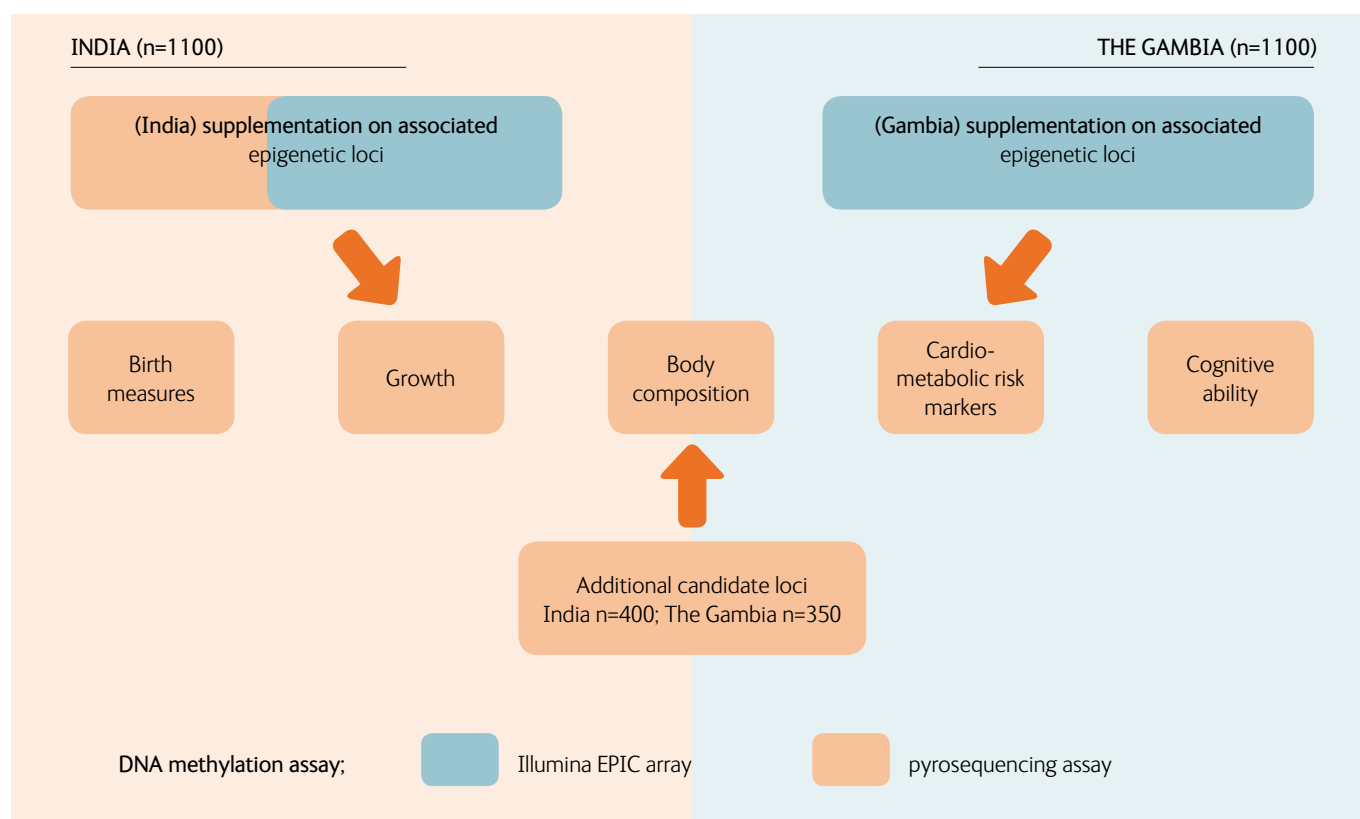 INDIA (n=1100)
THE GAMBIA (n=1100)
(India) supplementation on associated
epigenetic loci
(Gambia) supplementation on associated
epigenetic loci
Birth
measures
Growth
Body
composition
Cardio-
metabolic risk
markers
Cognitive
ability
Additional candidate loci
India n=400; The Gambia n=350
DNA methylation assay;
Illumina EPIC array
pyrosequencing assay